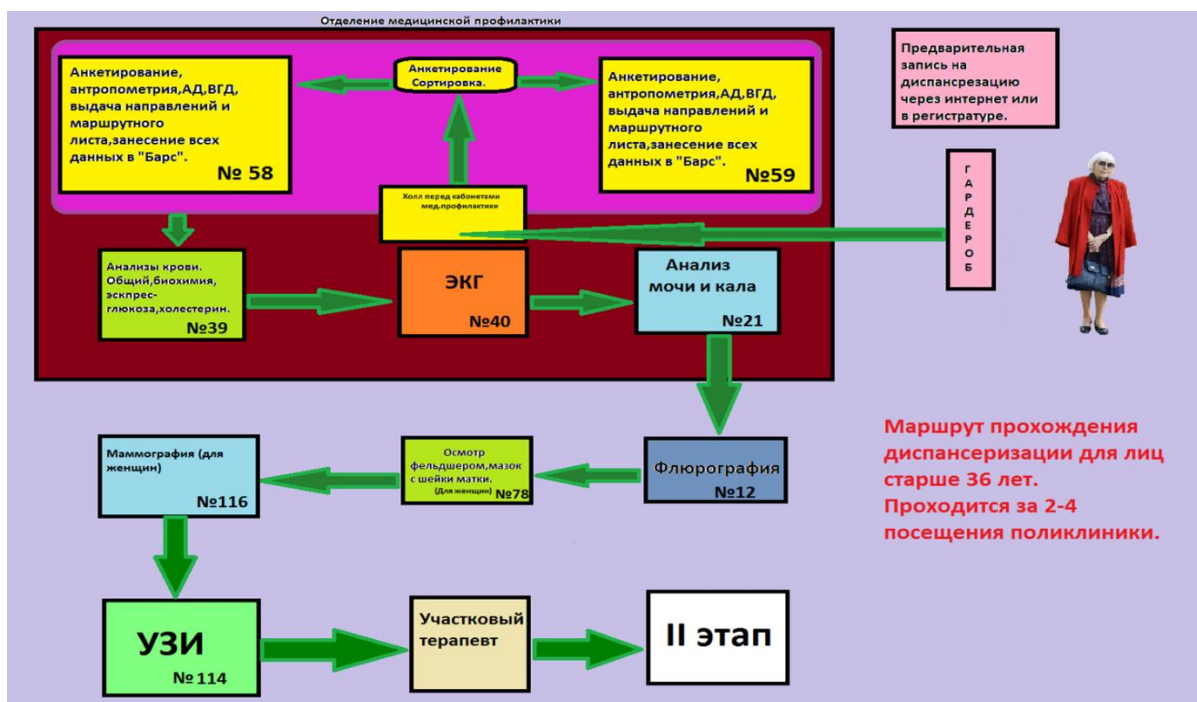 Отделение медицинской профилактики
Анкетирование,
антропометрия,АД,ВГД,
выдача направлений и
маршрутного
листа,занесение всех
данных в "Барс".
№ 58
Анкетирование
Сортировка.
Анкетирование,
антропометрия,АД,ВГД,
выдача направлений и
маршрутного
листа,занесение всех
данных в "Барс".
№59
Предварительная
запись на
диспансрезацию
через интернет или
в регистратуре.
Холл перед кабонетами
мед.профилактики
ГАРДЕРОБ
Анализы крови.
Общий,биохимия,
эскпрес-
глюкоза,холестерин.
№39
ЭКГ
№40
Анализ
мочи и кала
№21
Маммография (для
женщин)
№116
Осмотр
фельдшером,мазок
с шейки матки.
(Для женщин) №78
Флюрография
№12
Маршрут прохождения
диспансеризации для лиц
старше 36 лет.
Проходится за 2-4
посещения поликлиники.
УЗИ
№ 114
Участковый
терапевт
II этап